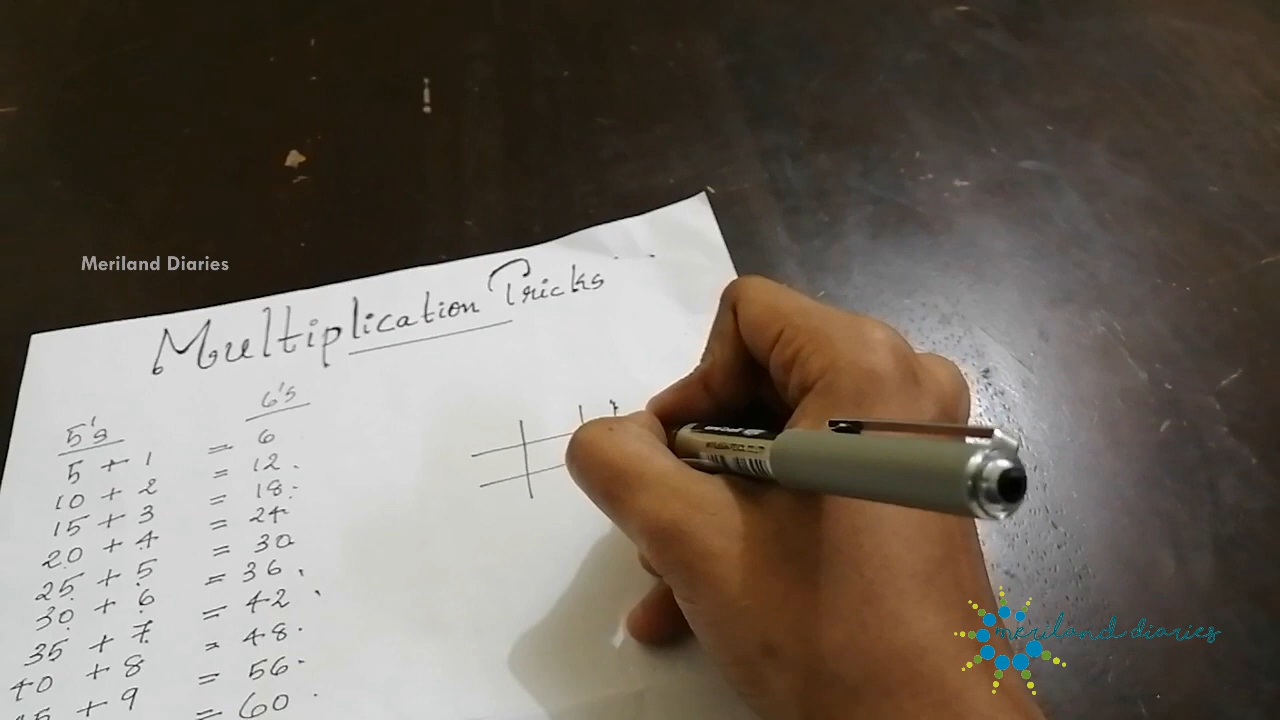 Meriland Diaries
Multiplication Tricks...
5's 6's
5 + 1 = 6
10 + 2 = 12.
15 + 3 = 18.
20 + 4 = 24
25 + 5 = 30
30 + 6 = 36.
35 + 7 = 42.
40 + 8 = 48.
+ 9 = 56.
= 60.
meriland diaries